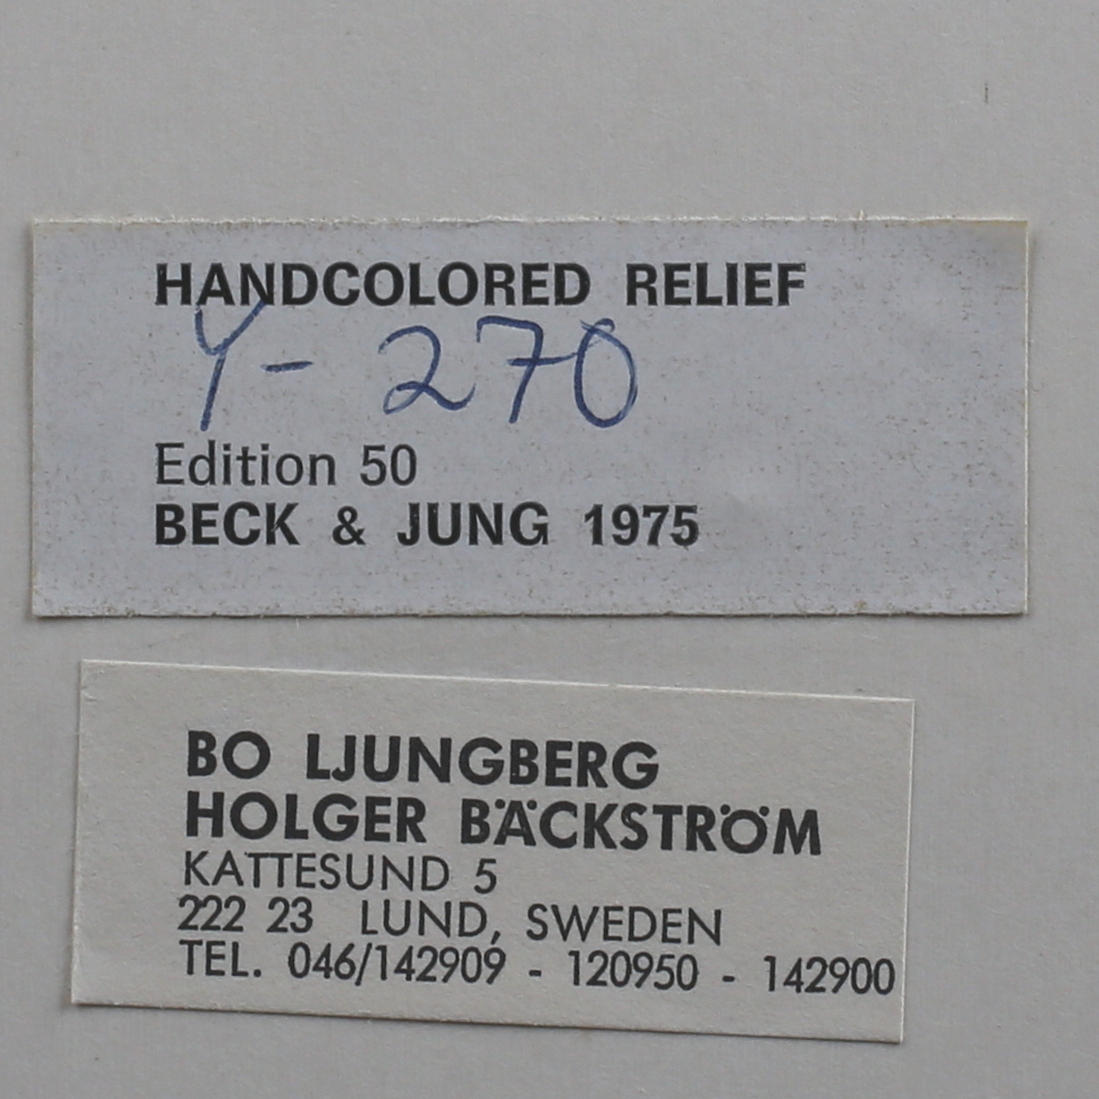 HANDCOLORED RELIEF
Y- 270
Edition 50
BECK & JUNG 1975
BO LJUNGBERG
HOLGER BÄCKSTRÖM
KATTESUND 5
222 23 LUND, SWEDEN
TEL. 046/142909 - 120950 - 142900